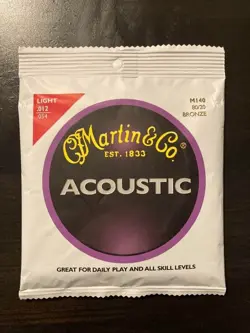 LIGHT
.012
.054
M140
80/20
BRONZE
CFMartin & Co.
EST. 1833
ACOUSTIC
GREAT FOR DAILY PLAY AND ALL SKILL LEVELS